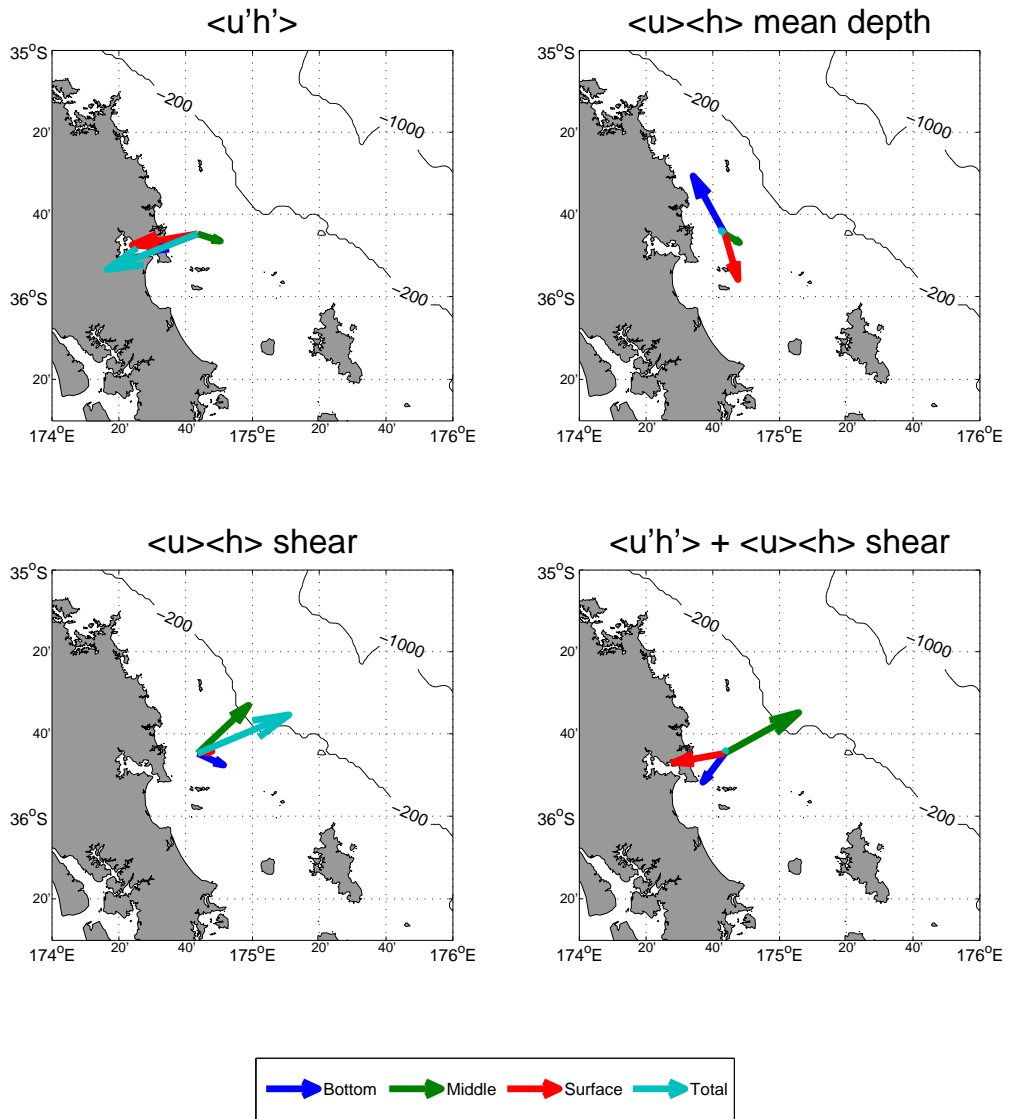 <u'h'>
<u><h> mean depth
35°S
20'
40'
36°S
20'
174°E
20'
40'
175°E
20'
40'
176°E
−200
−1000
−200
35°S
20'
40'
36°S
20'
174°E
20'
40'
175°E
20'
40'
176°E
−200
−1000
−200
<u><h> shear
<u'h'> + <u><h> shear
35°S
20'
40'
36°S
20'
174°E
20'
40'
175°E
20'
40'
176°E
−200
−1000
−200
35°S
20'
40'
36°S
20'
174°E
20'
40'
175°E
20'
40'
176°E
−200
−1000
−200
Bottom Middle Surface Total